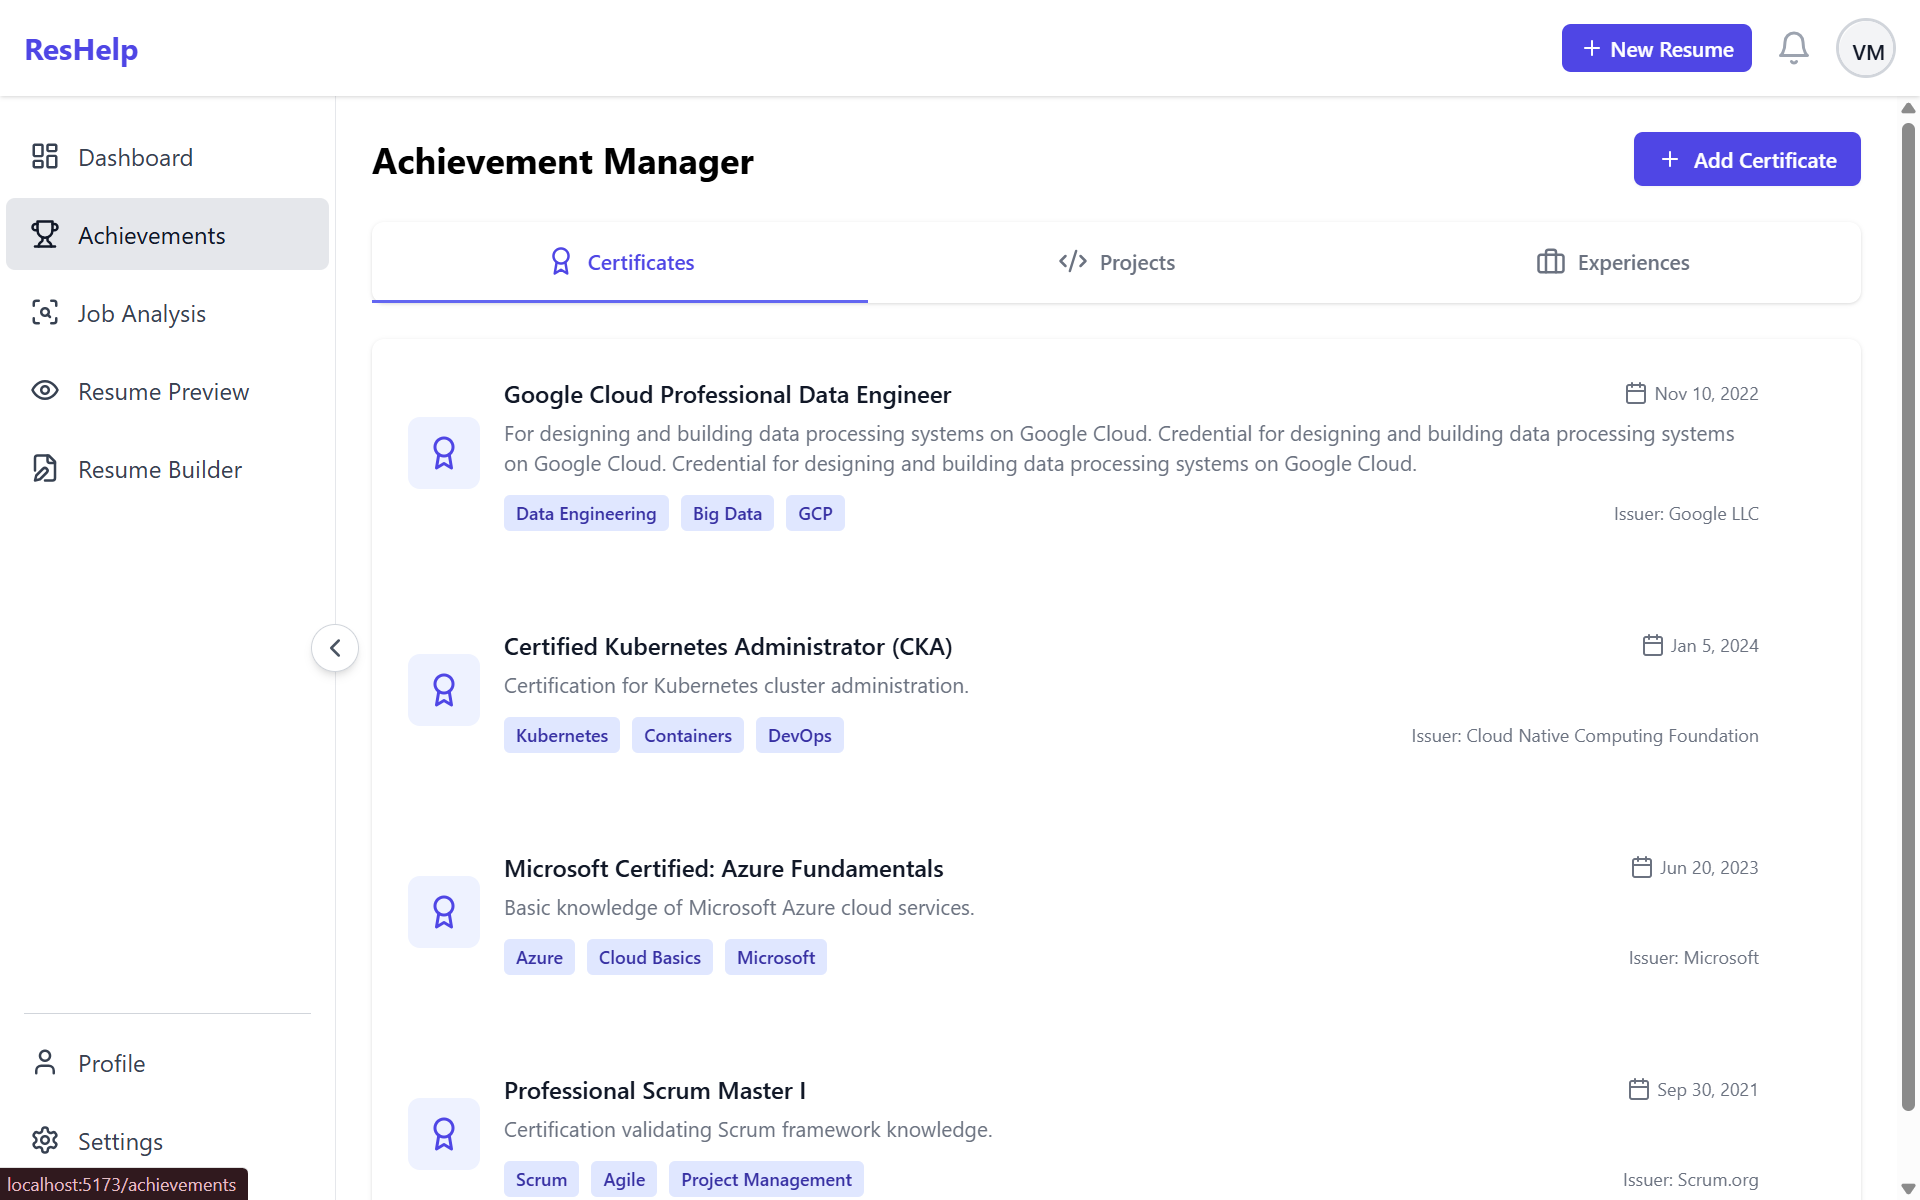 ResHelp
New Resume
VM
Dashboard
Achievements
Job Analysis
Resume Preview
Resume Builder
Profile
Settings
localhost:5173/achievements
Achievement Manager
Add Certificate
Certificates
Projects
Experiences
Google Cloud Professional Data Engineer
Nov 10, 2022
For designing and building data processing systems on Google Cloud. Credential for designing and building data processing systems
on Google Cloud. Credential for designing and building data processing systems on Google Cloud.
Data Engineering Big Data GCP
Issuer: Google LLC
Certified Kubernetes Administrator (CKA)
Jan 5, 2024
Certification for Kubernetes cluster administration.
Kubernetes Containers DevOps
Issuer: Cloud Native Computing Foundation
Microsoft Certified: Azure Fundamentals
Jun 20, 2023
Basic knowledge of Microsoft Azure cloud services.
Azure Cloud Basics Microsoft
Issuer: Microsoft
Professional Scrum Master I
Sep 30, 2021
Certification validating Scrum framework knowledge.
Scrum Agile Project Management
Issuer: Scrum.org